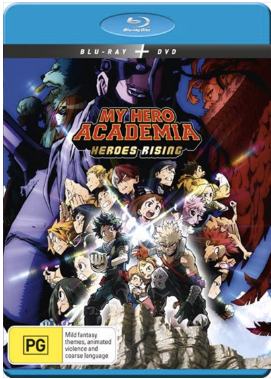 Blu-ray Disc
BLU-RAY + DVD
MY HERO
ACADEMIA
HEROES RISING
PG
Mild fantasy
themes, animated
violence and
coarse language